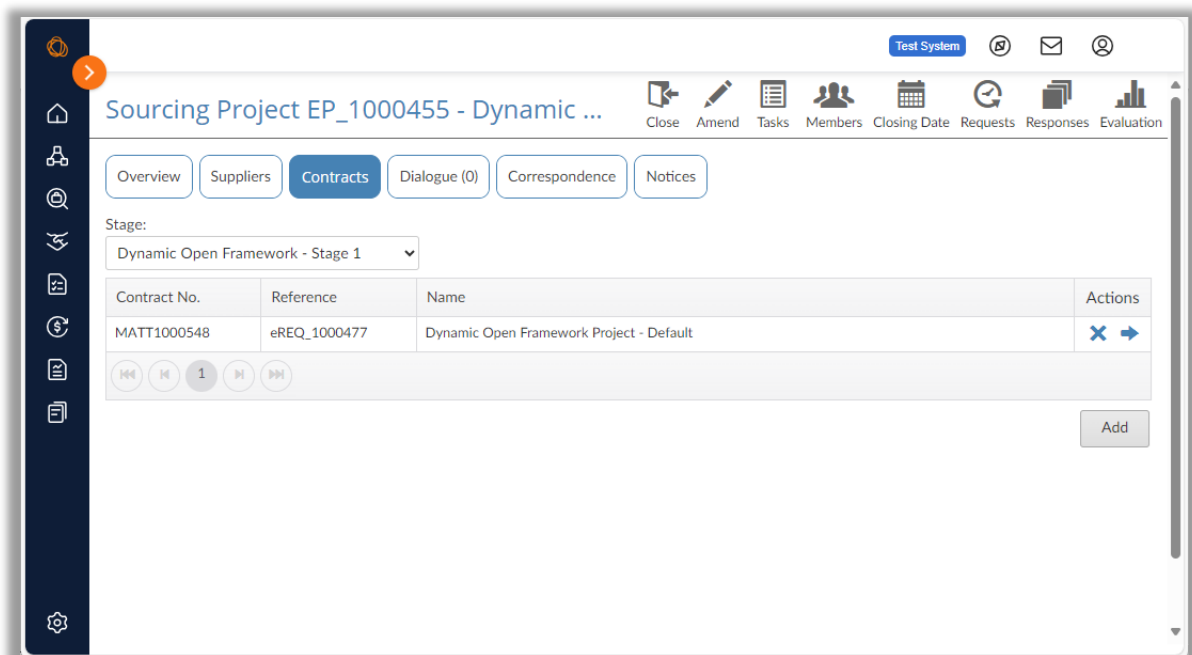 Test System
Sourcing Project EP_1000455 - Dynamic ...
Close Amend Tasks Members Closing Date Requests Responses Evaluation
Overview Suppliers Contracts Dialogue (0) Correspondence Notices
Stage:
Dynamic Open Framework - Stage 1
Contract No. Reference Name Actions
MATT1000548 eREQ_1000477 Dynamic Open Framework Project - Default
1
Add